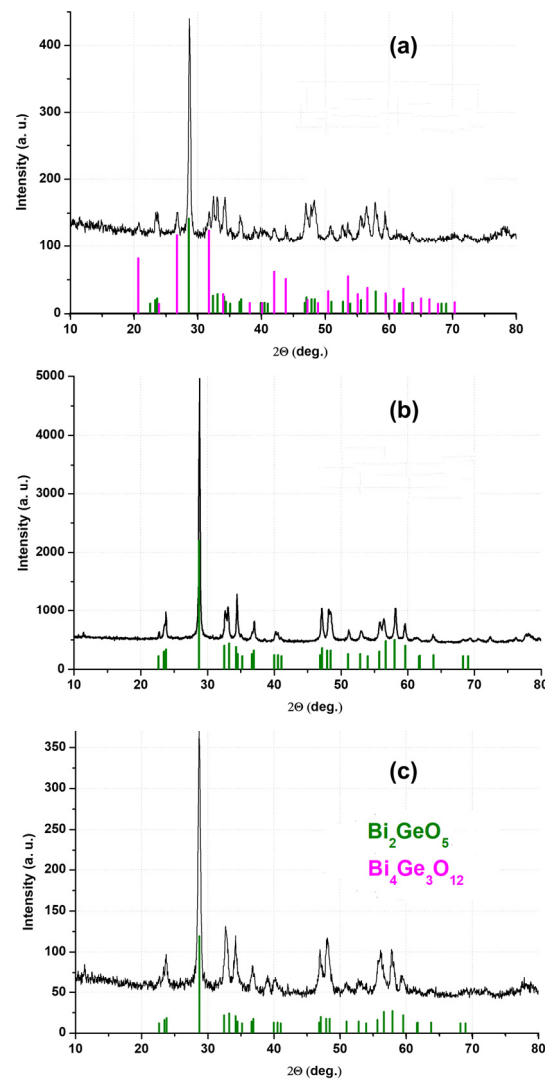 (a)
Intensity (a. u.)
400
300
200
100
0
10 20 30 40 50 60 70 80
2Θ (deg.)
(b)
Intensity (a. u.)
5000
4000
3000
2000
1000
0
10 20 30 40 50 60 70 80
2Θ (deg.)
(c)
Intensity (a. u.)
350
300
250
200
150
100
50
0
Bi₂GeO₅
Bi₄Ge₃O₁₂
10 20 30 40 50 60 70 80
2Θ (deg.)